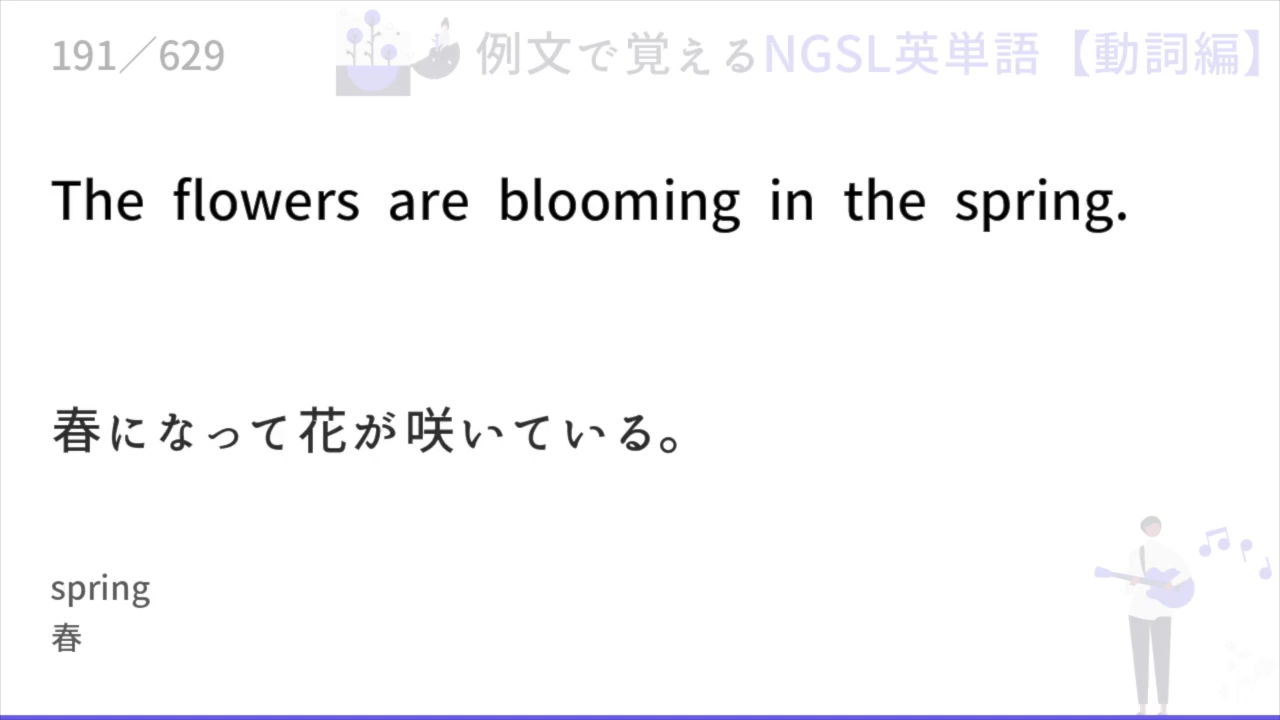 191／629
例文で覚えるNGSL英単語【動詞編】
The flowers are blooming in the spring.
春になって花が咲いている。
spring
春